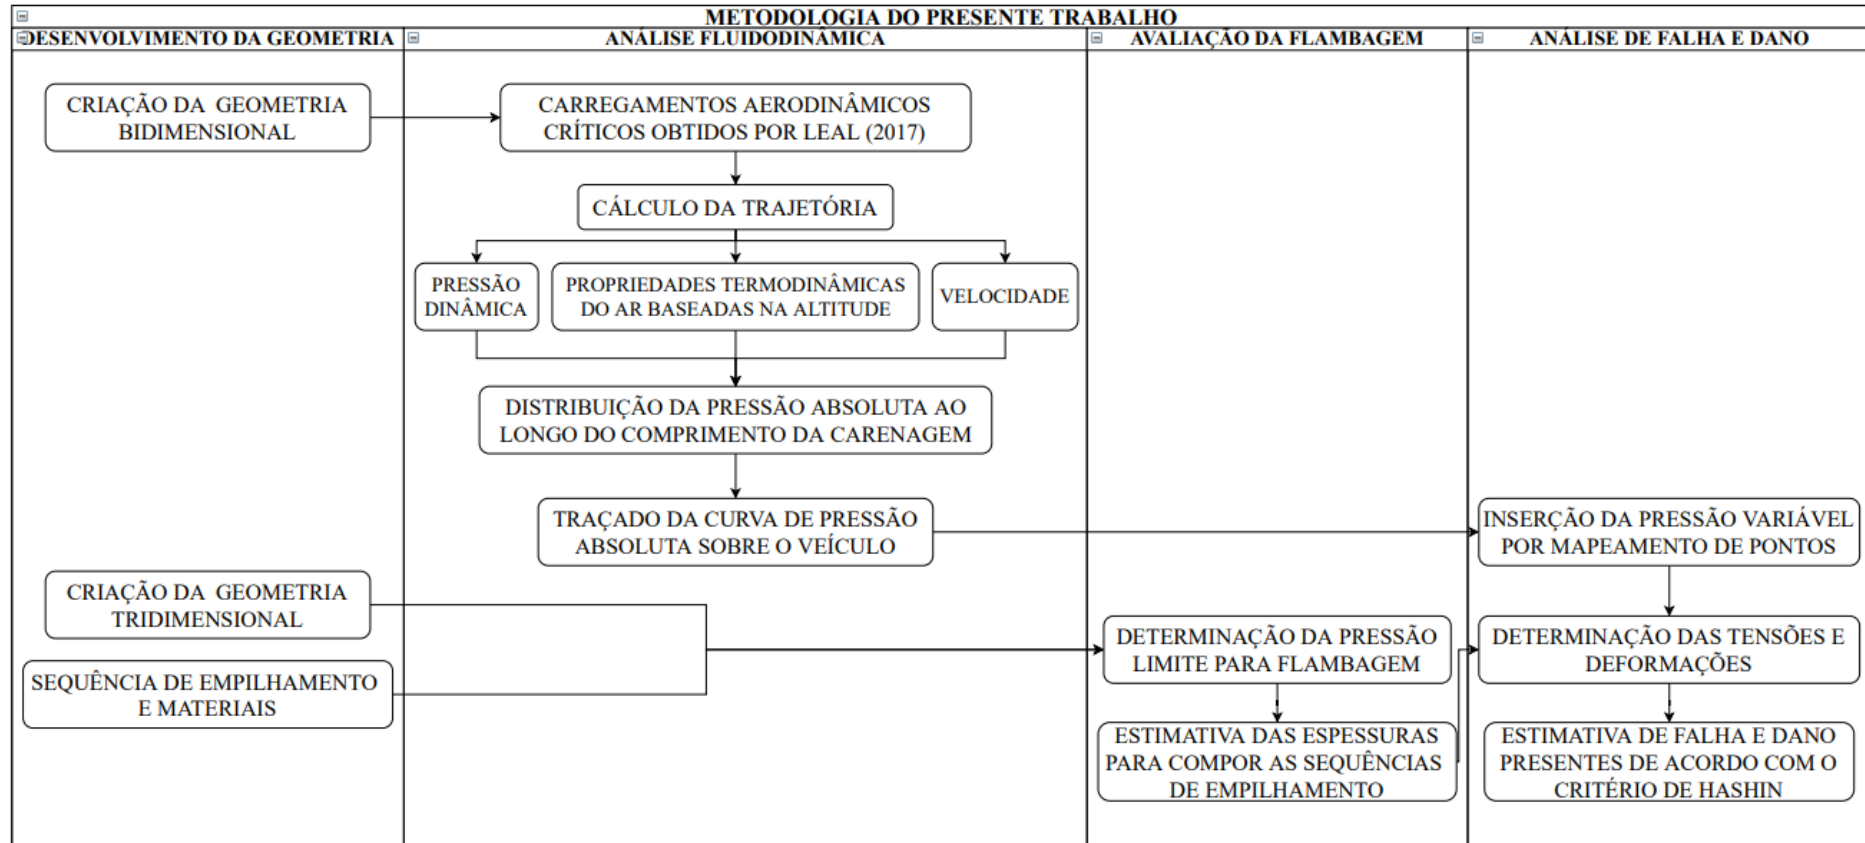 METODOLOGIA DO PRESENTE TRABALHO
DESENVOLVIMENTO DA GEOMETRIA
ANÁLISE FLUIDODINÂMICA
AVALIAÇÃO DA FLAMBAGEM
ANÁLISE DE FALHA E DANO
CRIAÇÃO DA GEOMETRIA
BIDIMENSIONAL
CARREGAMENTOS AERODINÂMICOS
CRÍTICOS OBTIDOS POR LEAL (2017)
CÁLCULO DA TRAJETÓRIA
PRESSÃO
DINÂMICA
PROPRIEDADES TERMODINÂMICAS
DO AR BASEADAS NA ALTITUDE
VELOCIDADE
DISTRIBUIÇÃO DA PRESSÃO ABSOLUTA AO
LONGO DO COMPRIMENTO DA CARENAGEM
TRAÇADO DA CURVA DE PRESSÃO
ABSOLUTA SOBRE O VEÍCULO
INSERÇÃO DA PRESSÃO VARIÁVEL
POR MAPEAMENTO DE PONTOS
CRIAÇÃO DA GEOMETRIA
TRIDIMENSIONAL
SEQUÊNCIA DE EMPILHAMENTO
E MATERIAIS
DETERMINAÇÃO DA PRESSÃO
LIMITE PARA FLAMBAGEM
DETERMINAÇÃO DAS TENSÕES E
DEFORMAÇÕES
ESTIMATIVA DAS ESPESSURAS
PARA COMPOR AS SEQUÊNCIAS
DE EMPILHAMENTO
ESTIMATIVA DE FALHA E DANO
PRESENTES DE ACORDO COM O
CRITÉRIO DE HASHIN